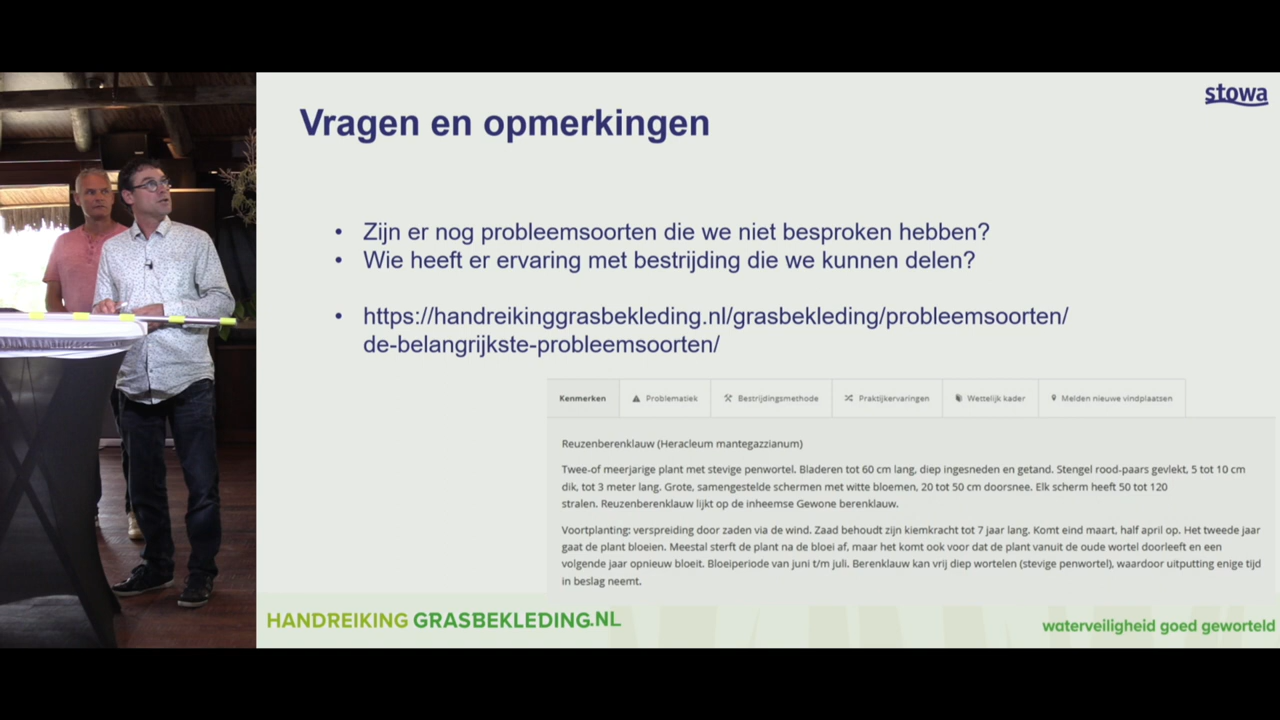 stowa
Vragen en opmerkingen
• Zijn er nog probleemsoorten die we niet besproken hebben?
• Wie heeft er ervaring met bestrijding die we kunnen delen?
• https://handreikinggrasbekleding.nl/grasbekleding/probleemsoorten/
de-belangrijkste-probleemsoorten/
Kenmerken Problematiek Bestrijdingsmethode Praktijkervaringen Wettelijk kader Melden nieuwe vindplaatsen
Reuzenberenklauw (Heracleum mantegazzianum)
Twee-of meerjarige plant met stevige penwortel. Bladeren tot 60 cm lang, diep ingesneden en getand. Stengel rood-paars gevlekt, 5 tot 10 cm
dik, tot 3 meter lang. Grote, samengestelde schermen met witte bloemen, 20 tot 50 cm doorsnee. Elk scherm heeft 50 tot 120
stralen. Reuzenberenklauw lijkt op de inheemse Gewone berenklauw.
Voortplanting: verspreiding door zaden via de wind. Zaad behoudt zijn kiemkracht tot 7 jaar lang. Komt eind maart, half april op. Het tweede jaar
gaat de plant bloeien. Meestal sterft de plant na de bloei af, maar het komt ook voor dat de plant vanuit de oude wortel doorleeft en een
volgende jaar opnieuw bloeit. Bloeiperiode van juni t/m juli. Berenklauw kan vrij diep wortelen (stevige penwortel), waardoor uitputting enige tijd
in beslag neemt.
HANDREIKING GRASBEKLEDING.NL
waterveiligheid goed geworteld